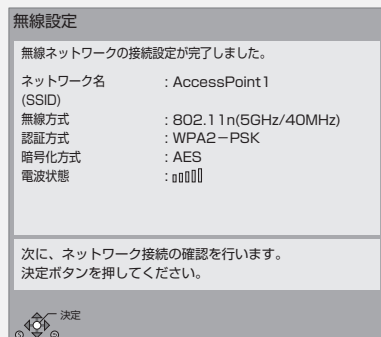 無線設定
無線ネットワークの接続設定が完了しました。
ネットワーク名 : AccessPoint1
(SSID)
無線方式 : 802.11n(5GHz/40MHz)
認証方式 : WPA2－PSK
暗号化方式 : AES
電波状態 :
次に、ネットワーク接続の確認を行います。
決定ボタンを押してください。
決定